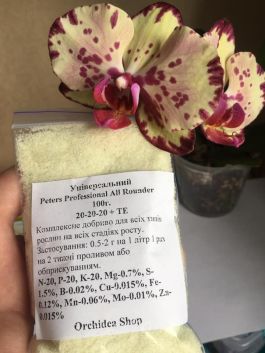 Універсальний
Peters Professional All Rounder
100г.
20-20-20 + TE
Комплексне добриво для всіх типів
рослин на всіх стадіях росту.
Застосування: 0.5-2 г на 1 літр 1 раз
на 2 тижні проливом або
обприскуванням.
N-20, P-20, K-20, Mg-0.7%, S-
1.5%, B-0.02%, Cu-0.015%, Fe-
0.12%, Mn-0.06%, Mo-0.01%, Zn-
0.015%
Orchidea Shop